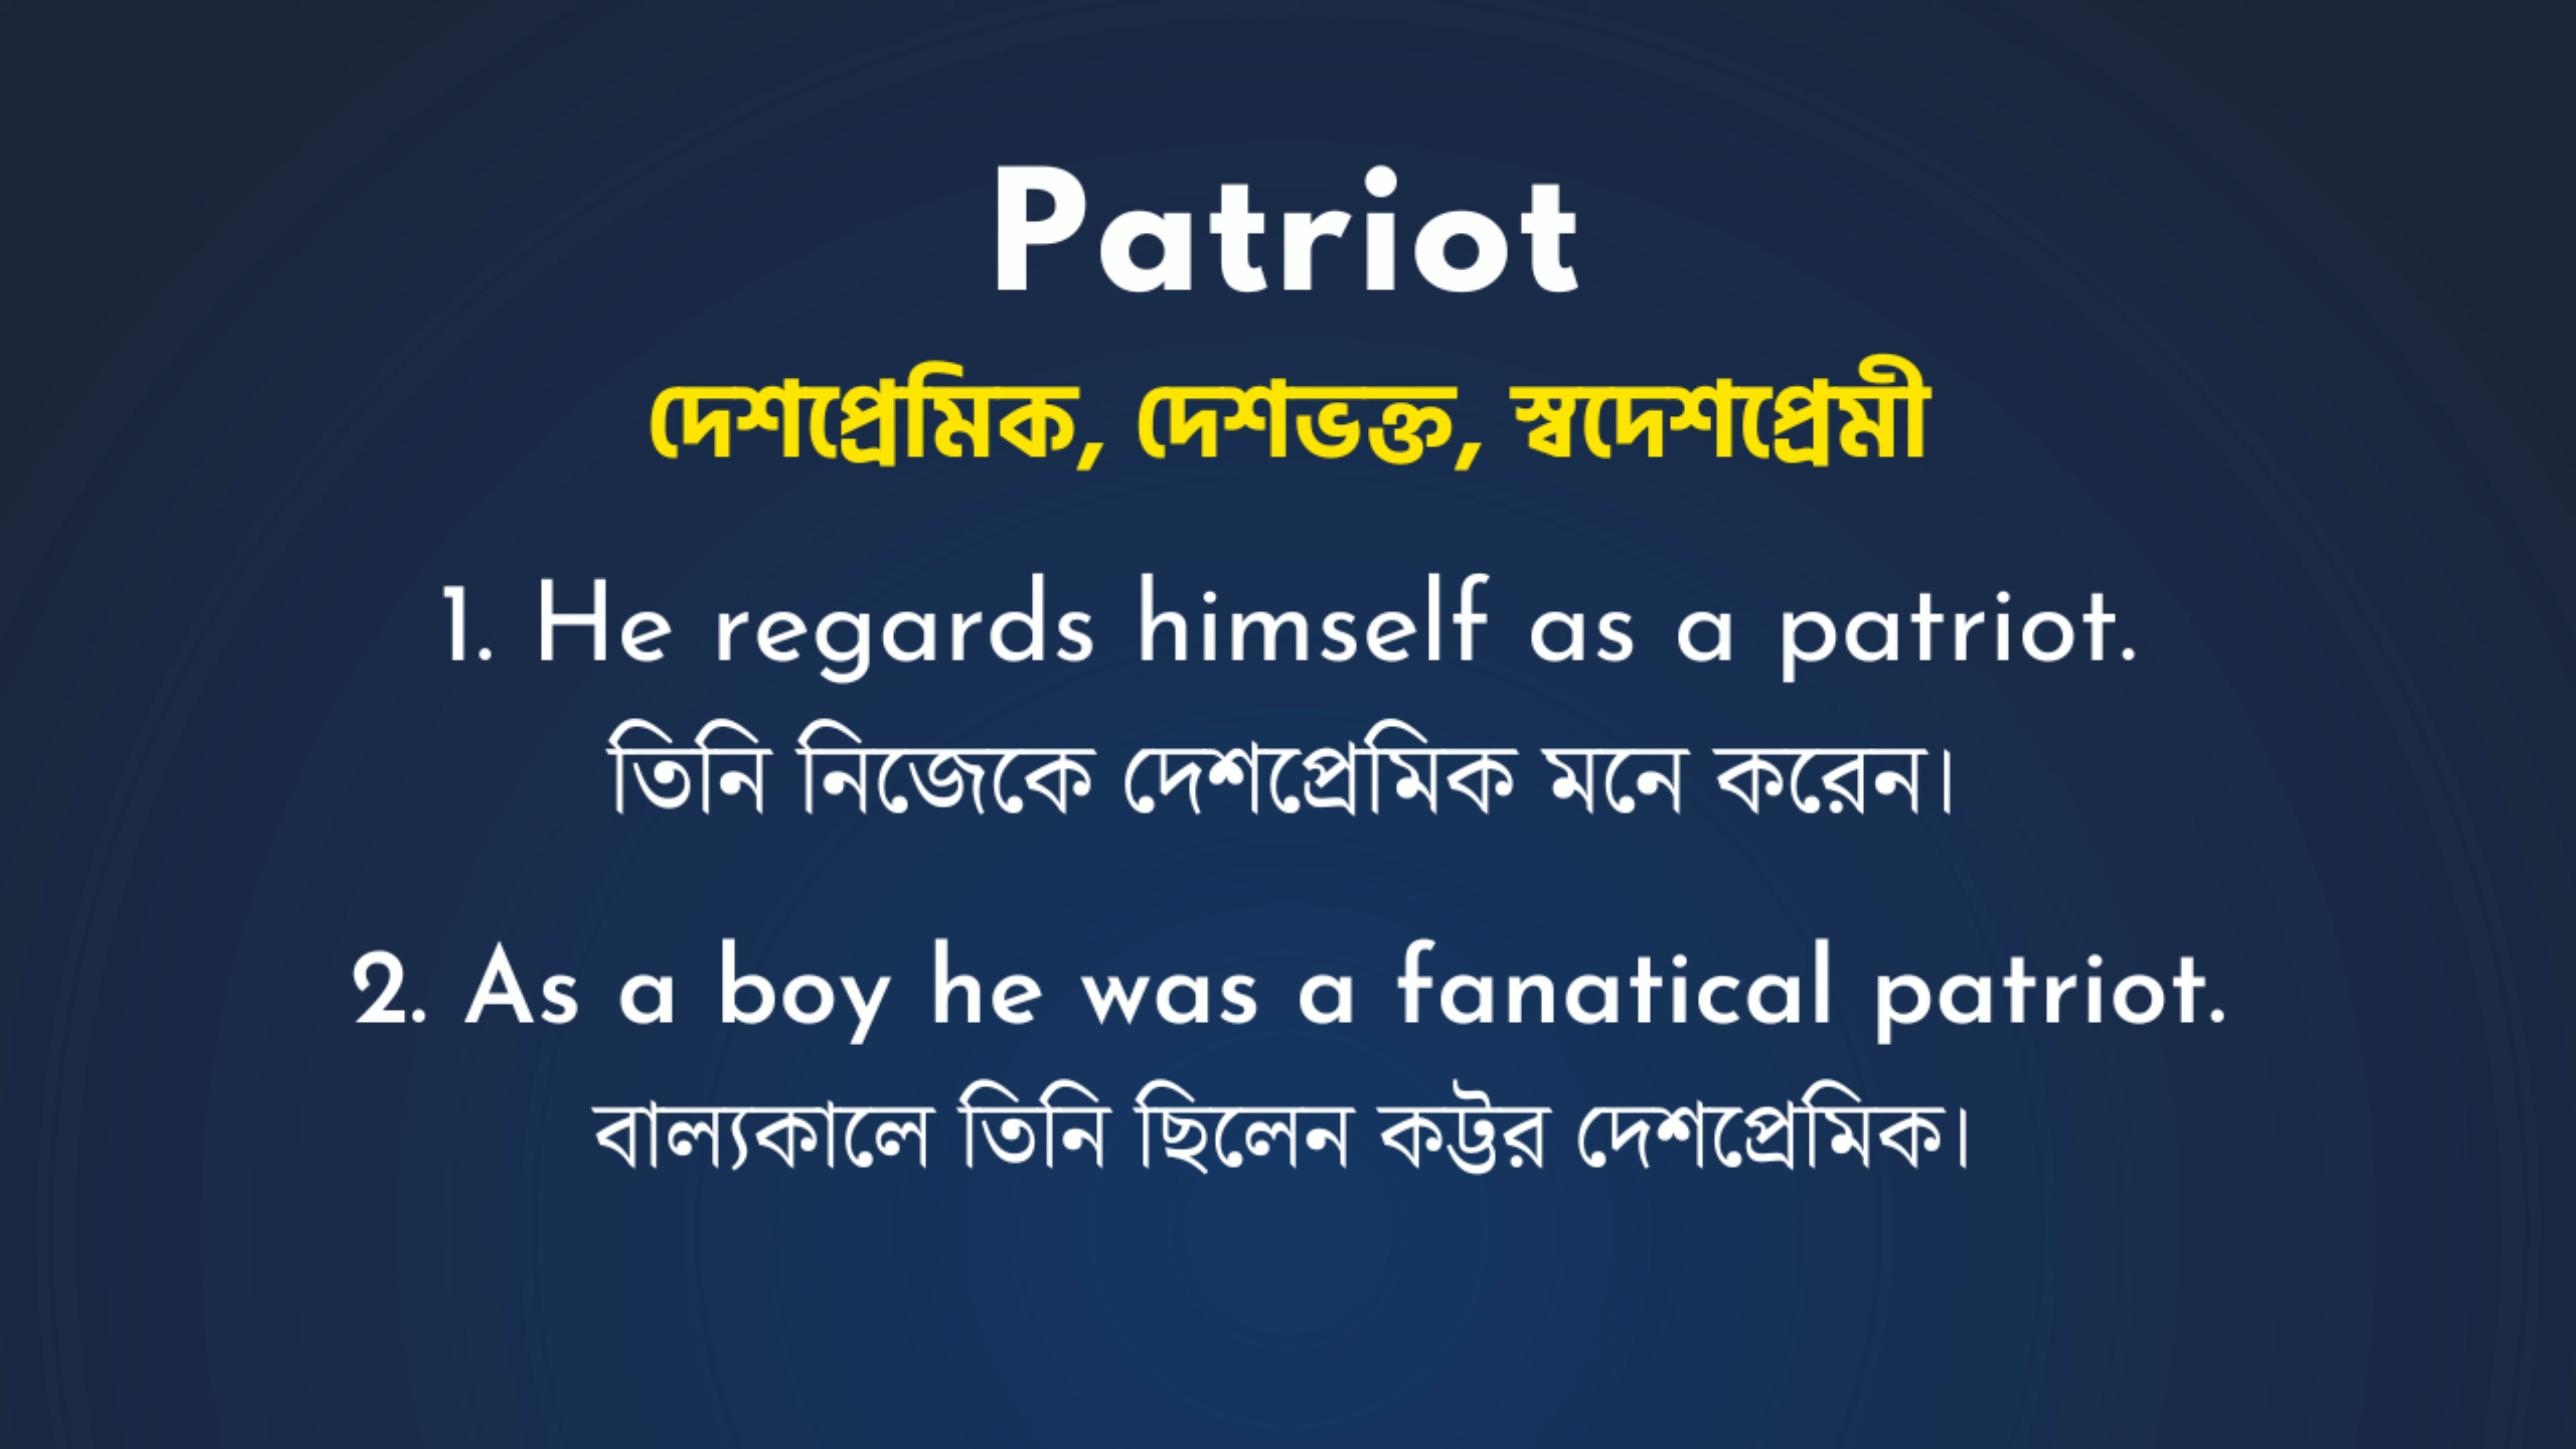 Patriot
দেশপ্রেমিক, দেশভক্ত, স্বদেশপ্রেমী
1. He regards himself as a patriot.
তিনি নিজেকে দেশপ্রেমিক মনে করেন।
2. As a boy he was a fanatical patriot.
বাল্যকালে তিনি ছিলেন কট্টর দেশপ্রেমিক।